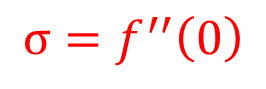 σ = f′′(0)